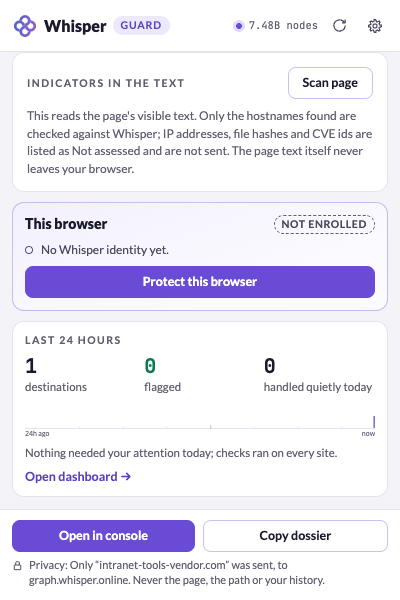 Whisper GUARD 7.48B nodes
INDICATORS IN THE TEXT
Scan page
This reads the page's visible text. Only the hostnames found are
checked against Whisper; IP addresses, file hashes and CVE ids are
listed as Not assessed and are not sent. The page text itself never
leaves your browser.
This browser
NOT ENROLLED
No Whisper identity yet.
Protect this browser
LAST 24 HOURS
1 0 0
destinations flagged handled quietly today
24h ago now
Nothing needed your attention today; checks ran on every site.
Open dashboard →
Open in console
Copy dossier
Privacy: Only “intranet-tools-vendor.com” was sent, to
graph.whisper.online. Never the page, the path or your history.